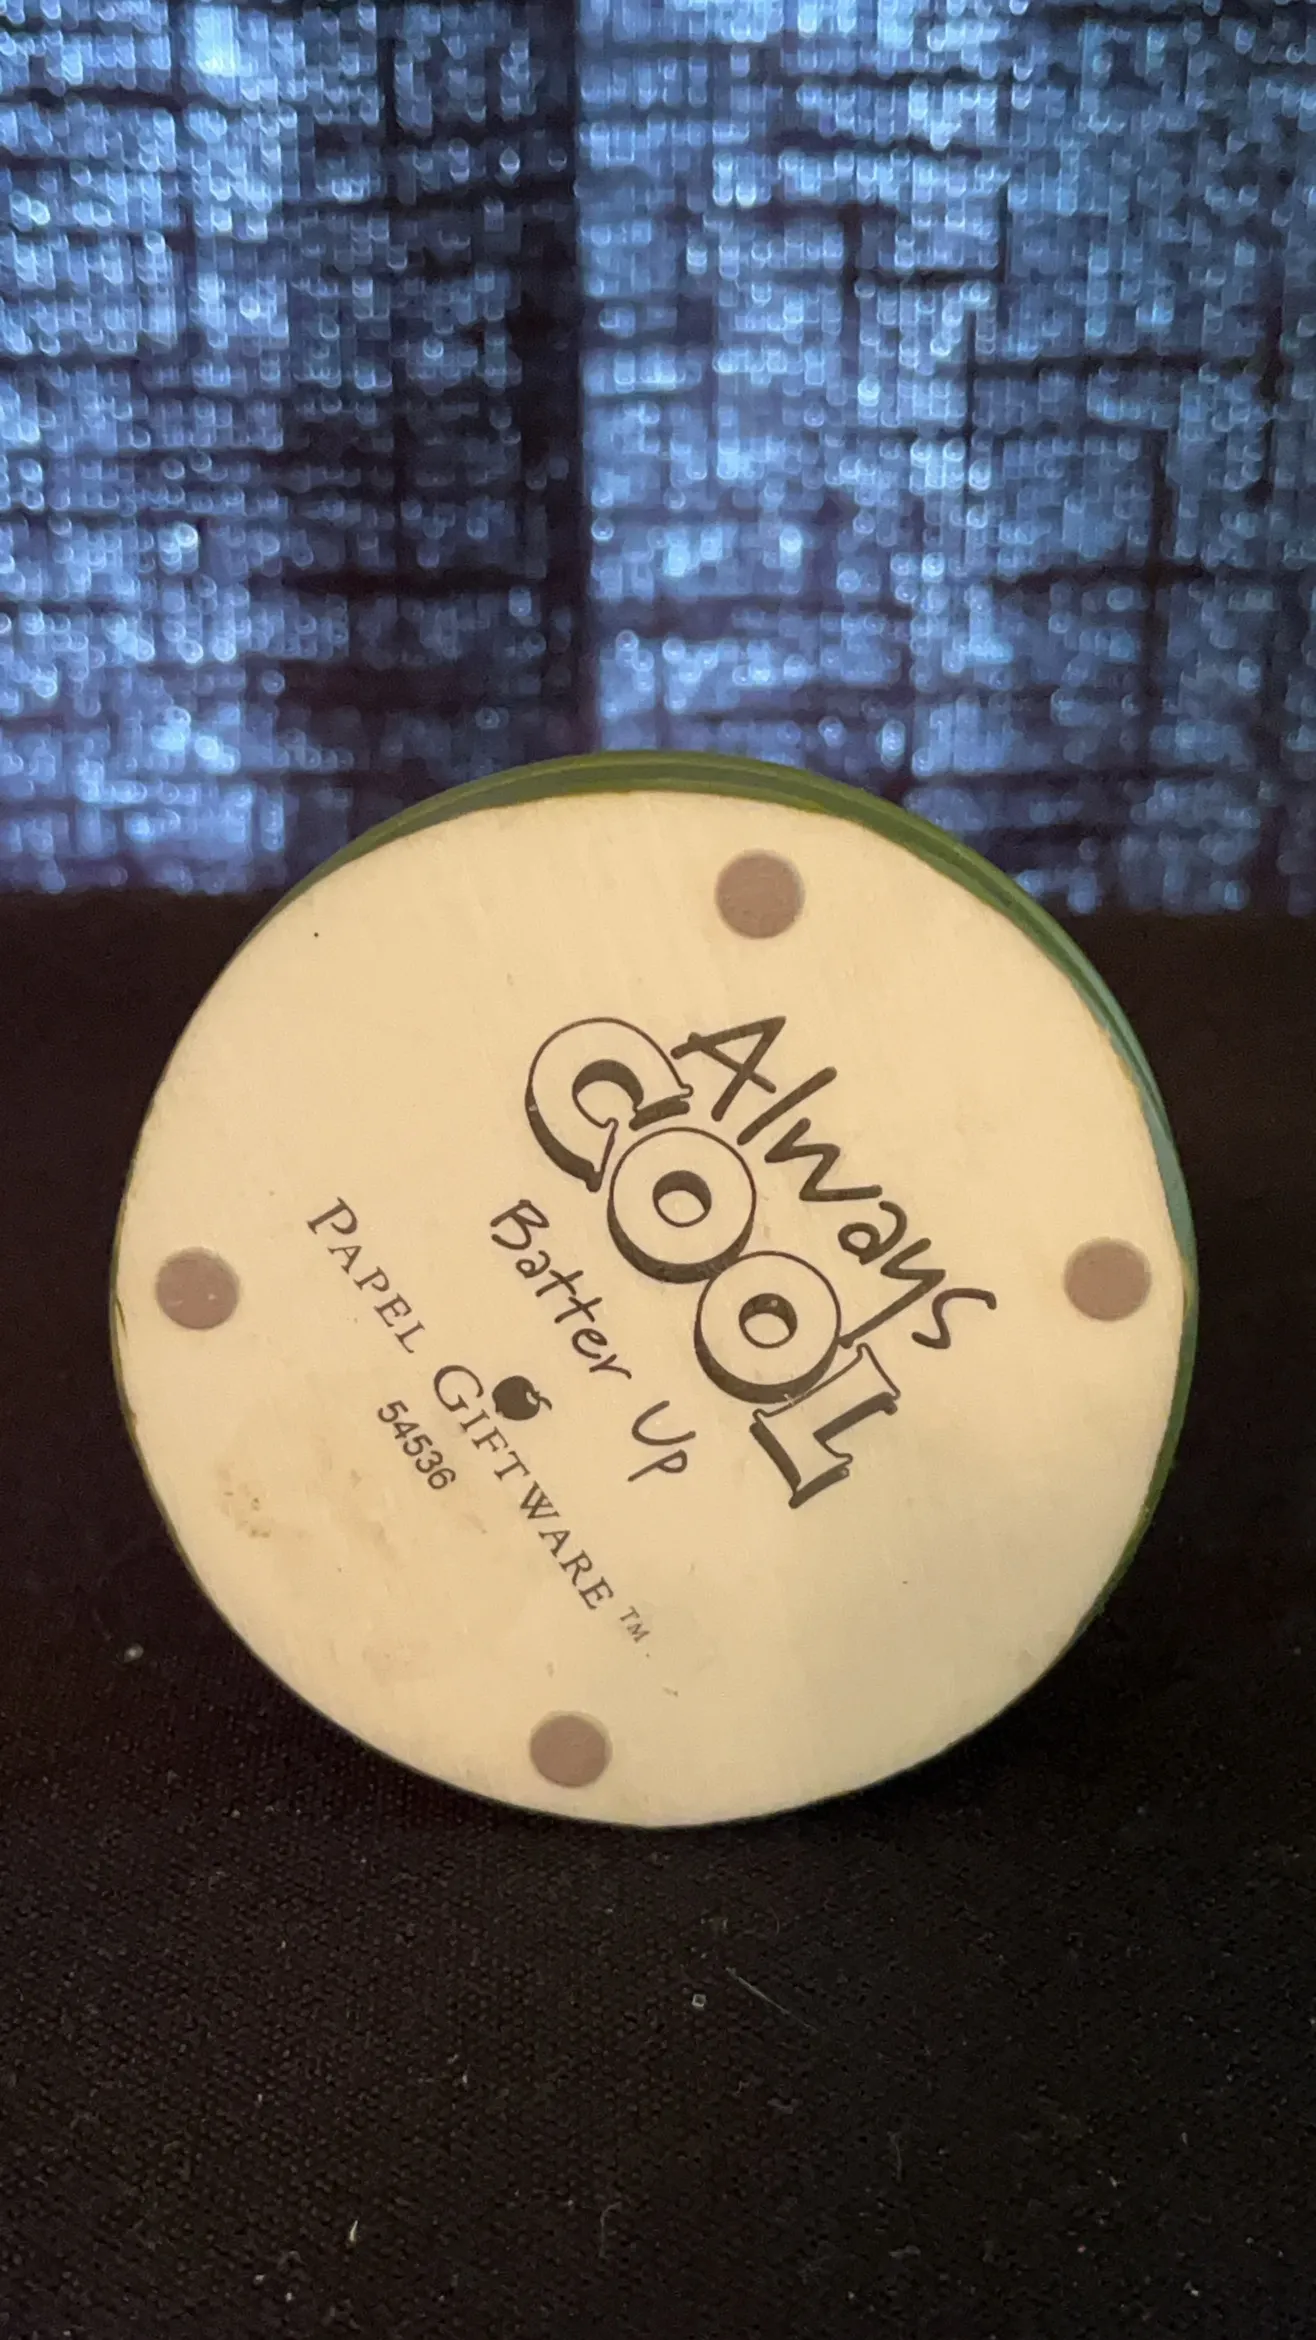 Always
COOL
Batter Up
PAPEL GIFTWARE™
54536